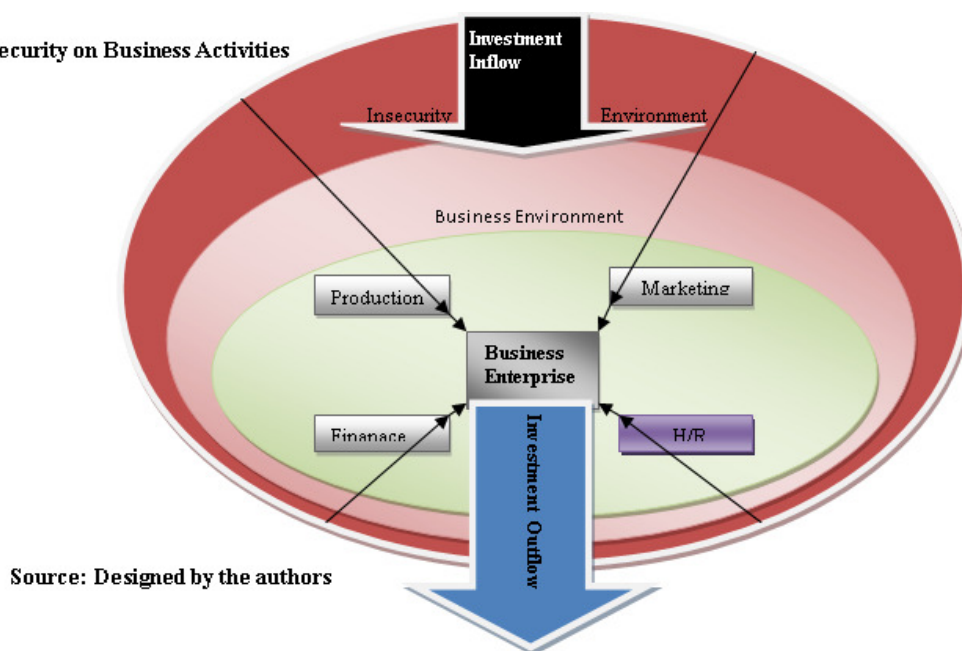 ecurity on Business Activities
Investment
Inflow
Insecurity Environment
Business Environment
Production
Marketing
Business
Enterprise
Finanace
H/R
Investment Outflow
Source: Designed by the authors